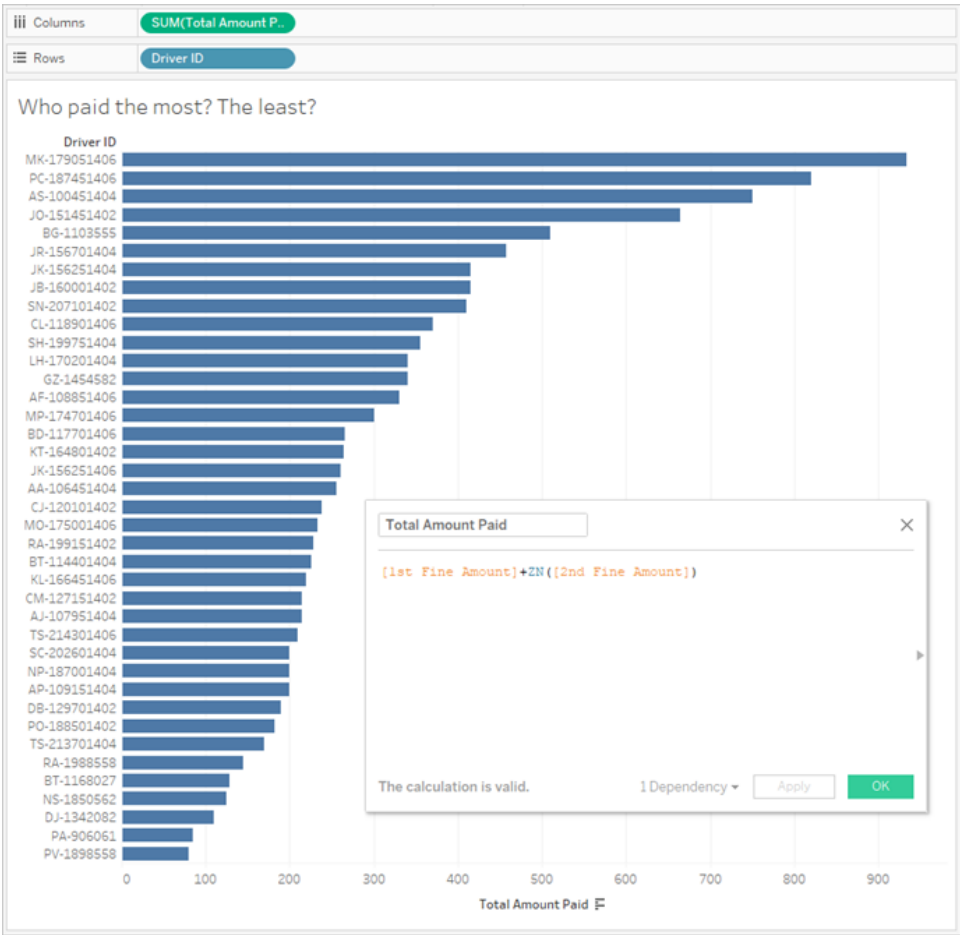 Columns SUM(Total Amount P..
Rows Driver ID
Who paid the most? The least?
Driver ID
MK-179051406
PC-187451406
AS-100451404
JO-151451402
BG-1103555
JR-156701404
JK-156251404
JB-160001402
SN-207101402
CL-118901406
SH-199751404
LH-170201404
GZ-1454582
AF-108851406
MP-174701406
BD-117701406
KT-164801402
JK-156251406
AA-106451404
CJ-120101402
MO-175001406
RA-199151402
BT-114401404
KL-166451406
CM-127151402
AJ-107951404
TS-214301406
SC-202601404
NP-187001404
AP-109151404
DB-129701402
PO-188501402
TS-213701404
RA-1988558
BT-1168027
NS-1850562
DJ-1342082
PA-906061
PV-1898558
0 100 200 300 400 500 600 700 800 900
Total Amount Paid
Total Amount Paid
[1st Fine Amount]+ZN([2nd Fine Amount])
The calculation is valid. 1 Dependency Apply OK